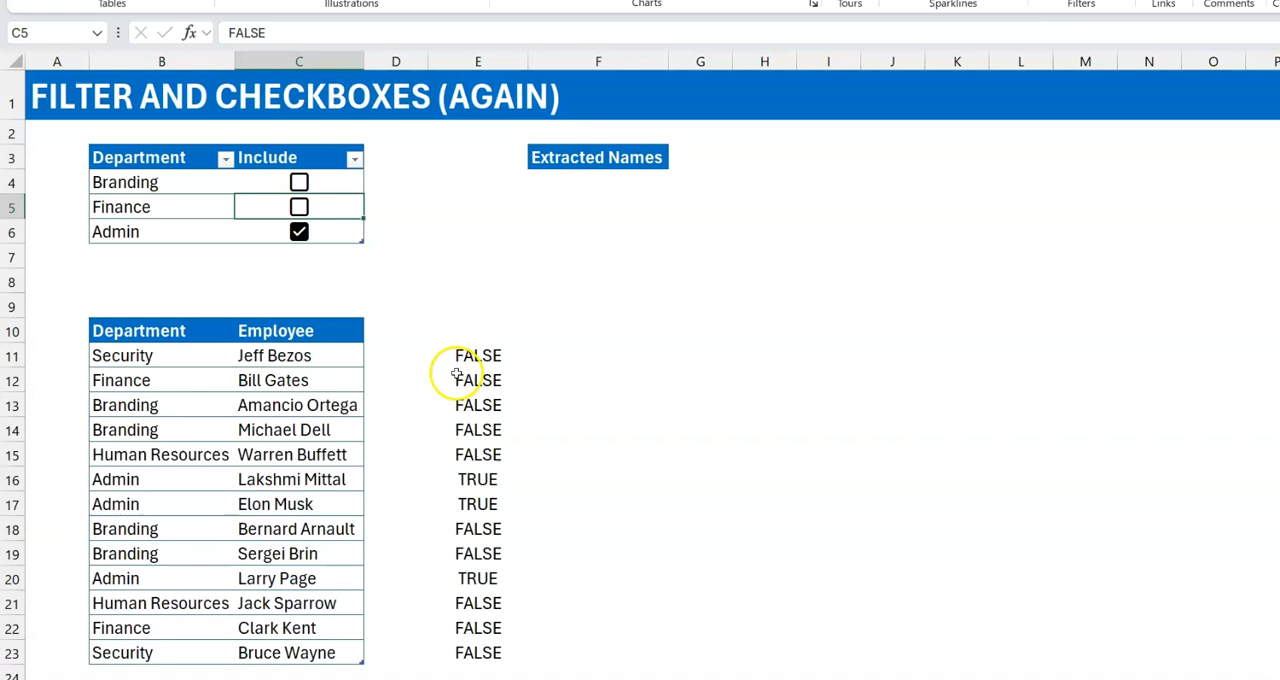 Tables Illustrations Charts Tours Sparklines Filters Links Comments
C5 fx FALSE
A B C D E F G H I J K L M N O P
1 FILTER AND CHECKBOXES (AGAIN)
2
3 Department Include Extracted Names
4 Branding
5 Finance
6 Admin
7
8
9
10 Department Employee
11 Security Jeff Bezos FALSE
12 Finance Bill Gates FALSE
13 Branding Amancio Ortega FALSE
14 Branding Michael Dell FALSE
15 Human Resources Warren Buffett FALSE
16 Admin Lakshmi Mittal TRUE
17 Admin Elon Musk TRUE
18 Branding Bernard Arnault FALSE
19 Branding Sergei Brin FALSE
20 Admin Larry Page TRUE
21 Human Resources Jack Sparrow FALSE
22 Finance Clark Kent FALSE
23 Security Bruce Wayne FALSE
24